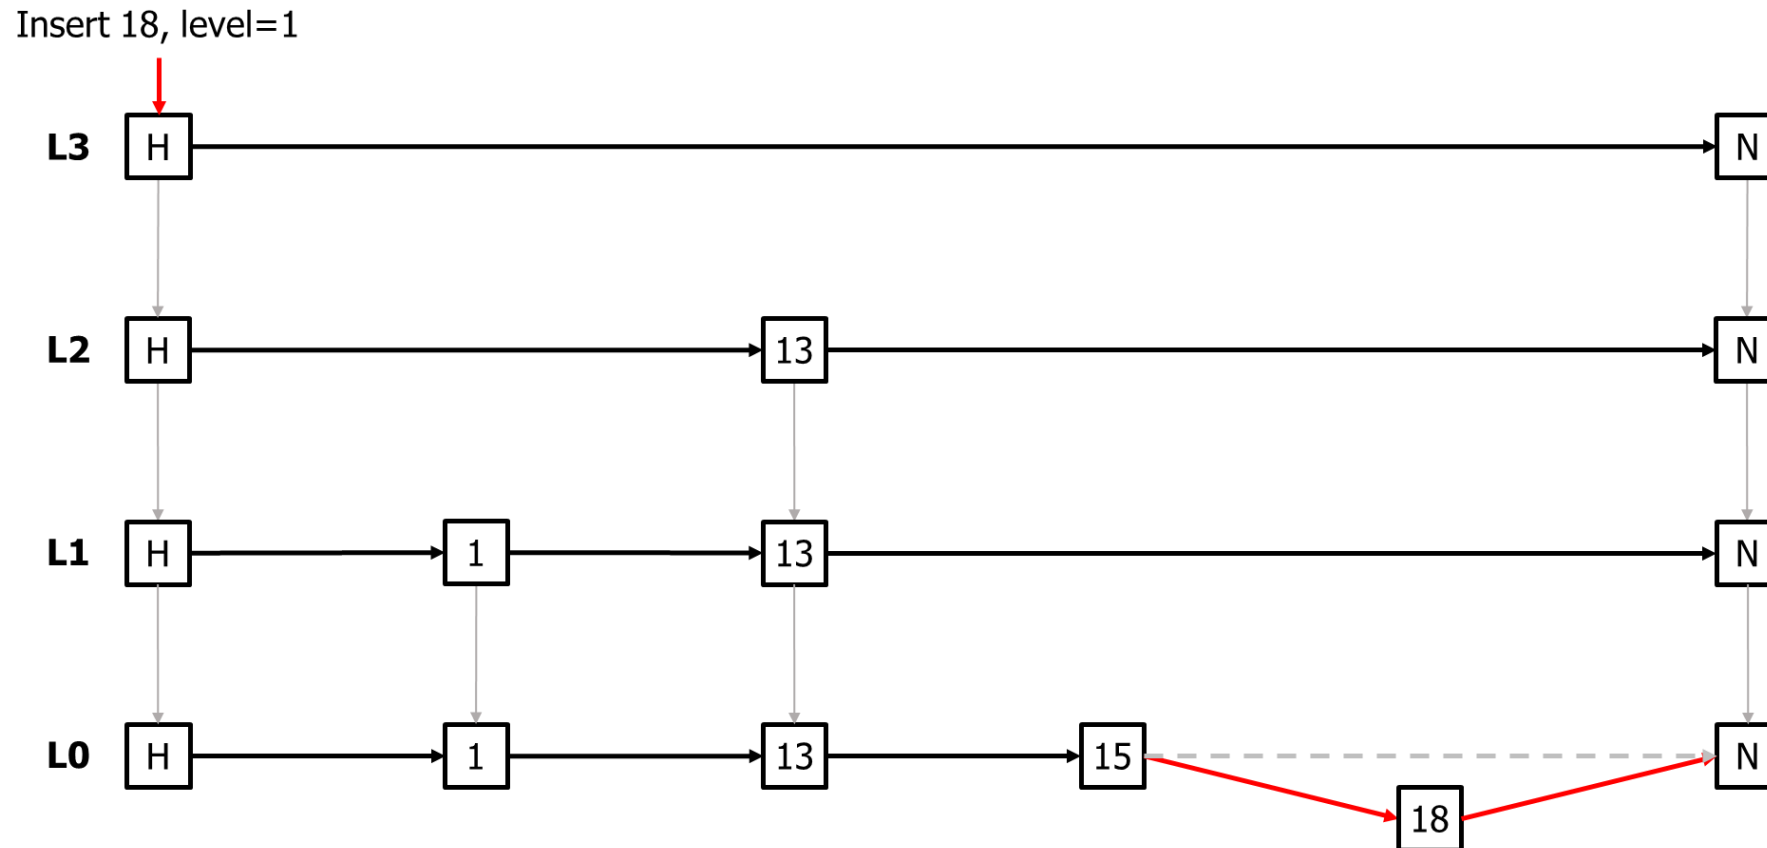 Insert 18, level=1
L3 H N
L2 H 13 N
L1 H 1 13 N
L0 H 1 13 15 N
18